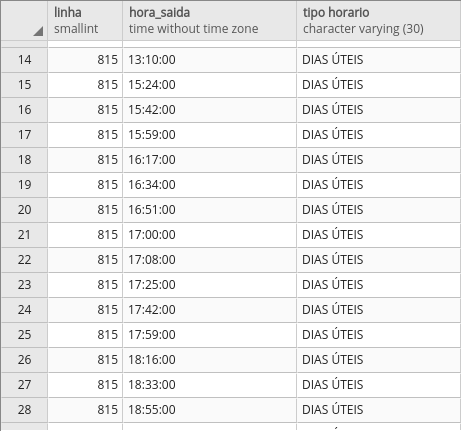 linha hora_saida tipo horario
smallint time without time zone character varying (30)
14 815 13:10:00 DIAS ÚTEIS
15 815 15:24:00 DIAS ÚTEIS
16 815 15:42:00 DIAS ÚTEIS
17 815 15:59:00 DIAS ÚTEIS
18 815 16:17:00 DIAS ÚTEIS
19 815 16:34:00 DIAS ÚTEIS
20 815 16:51:00 DIAS ÚTEIS
21 815 17:00:00 DIAS ÚTEIS
22 815 17:08:00 DIAS ÚTEIS
23 815 17:25:00 DIAS ÚTEIS
24 815 17:42:00 DIAS ÚTEIS
25 815 17:59:00 DIAS ÚTEIS
26 815 18:16:00 DIAS ÚTEIS
27 815 18:33:00 DIAS ÚTEIS
28 815 18:55:00 DIAS ÚTEIS